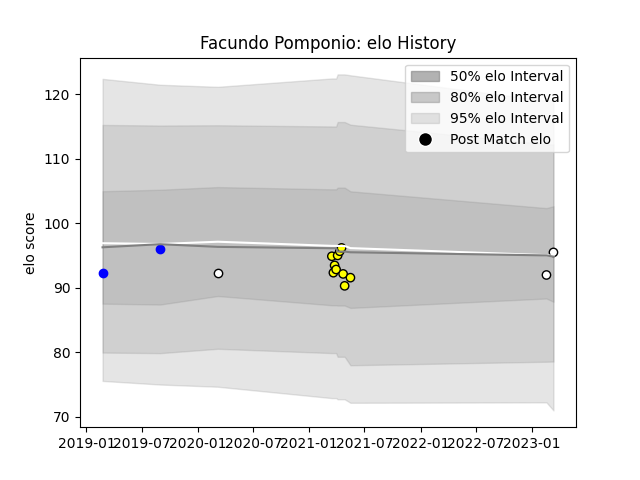 Facundo Pomponio: elo History
50% elo Interval
80% elo Interval
95% elo Interval
Post Match elo
elo score
120
110
100
90
80
70
2019-01 2019-07 2020-01 2020-07 2021-01 2021-07 2022-01 2022-07 2023-01